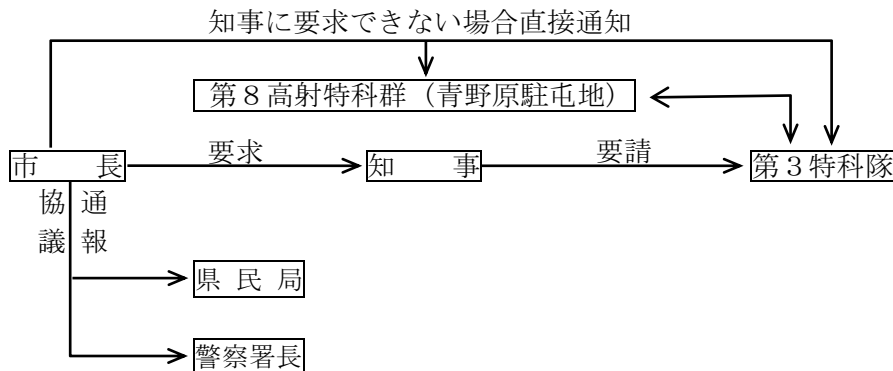 知事に要求できない場合直接通知
第８高射特科群（青野原駐屯地）
市　　長
要求
知　　事
要請
第３特科隊
協議
通報
県 民 局
警察署長